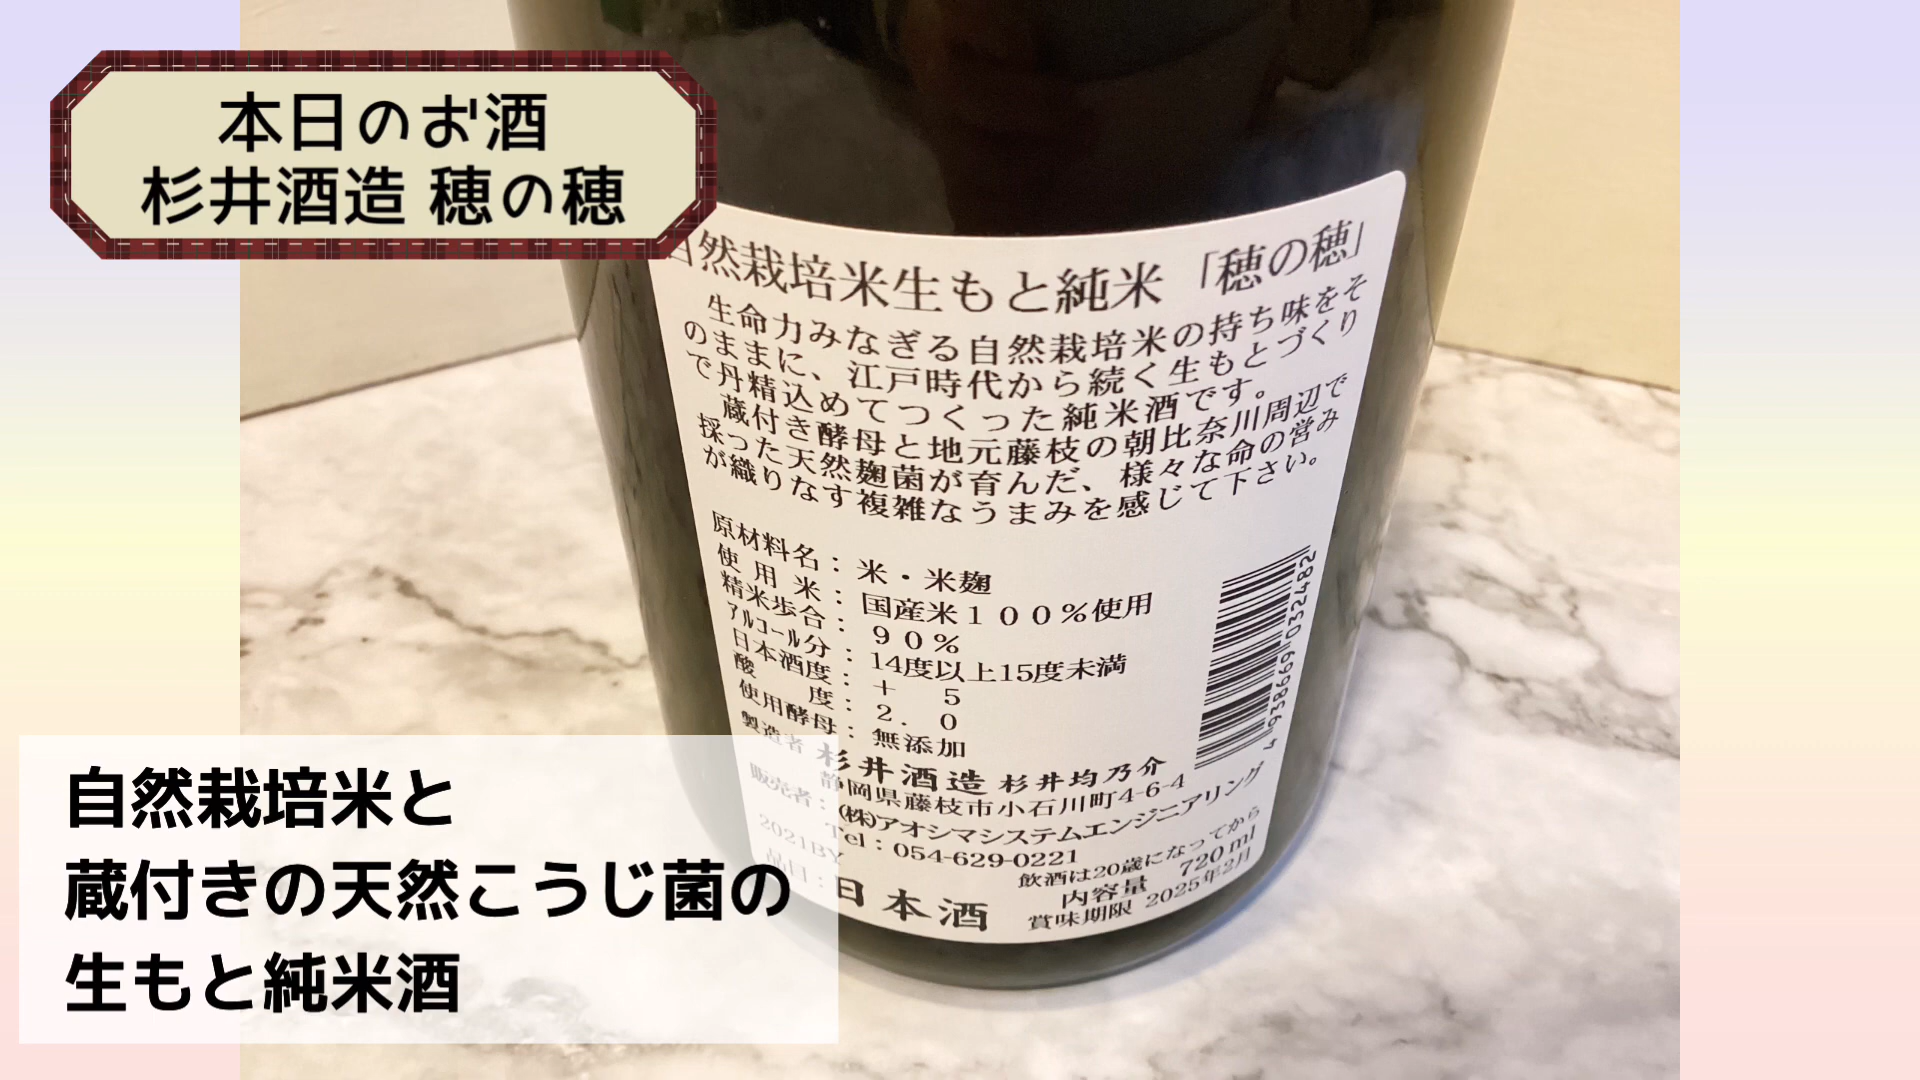 本日のお酒
杉井酒造 穂の穂
自然栽培米生もと純米「穂の穂」
生命力みなぎる自然栽培米の持ち味をそ
のままに、江戸時代から続く生もとづくり
で丹精込めてつくった純米酒です。
蔵付き酵母と地元藤枝の朝比奈川周辺で
採った天然麹菌が育んだ、様々な命の営み
が織りなす複雑なうまみを感じて下さい。
原材料名：米・米麹
使用米：国産米１００％使用
精米歩合：９０％
ｱﾙｺｰﾙ分：14度以上15度未満
日本酒度：＋ 5
酸度：２．０
使用酵母：無添加
製造者 杉井酒造 杉井均乃介
静岡県藤枝市小石川町4-6-4
販売者：(株)アオシマシステムエンジニアリング
Tel：054-629-0221
2021BY
飲酒は20歳になってから
内容量 720ml
品目：日本酒
賞味期限 2025年2月
4938669032482
自然栽培米と
蔵付きの天然こうじ菌の
生もと純米酒